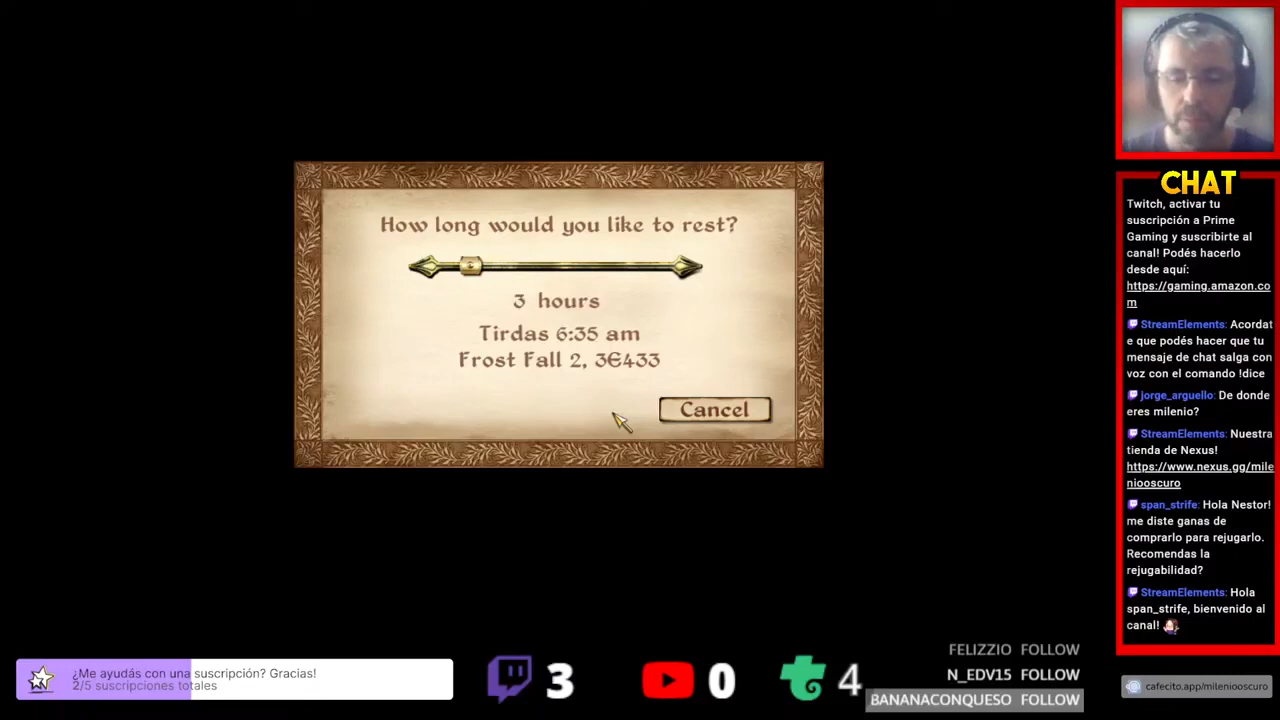 How long would you like to rest?
3 hours
Tirdas 6:35 am
Frost Fall 2, 3E433
Cancel
CHAT
Twitch, activar tu
suscripción a Prime
Gaming y suscribirte al
canal! Podés hacerlo
desde aquí:
https://gaming.amazon.co
m
StreamElements: Acordat
e que podés hacer que tu
mensaje de chat salga con
voz con el comando !dice
jorge_arguello: De donde
eres milenio?
StreamElements: Nuestra
tienda de Nexus!
https://www.nexus.gg/mile
niooscuro
span_strife: Hola Nestor!
me diste ganas de
comprarlo para rejugarlo.
Recomendas la
rejugabilidad?
StreamElements: Hola
span_strife, bienvenido al
canal!
¿Me ayudás con una suscripción? Gracias!
2/5 suscripciones totales
3
0
4
FELIZZIO FOLLOW
N_EDV15 FOLLOW
BANANACONQUESO FOLLOW
cafecito.app/mileniooscuro